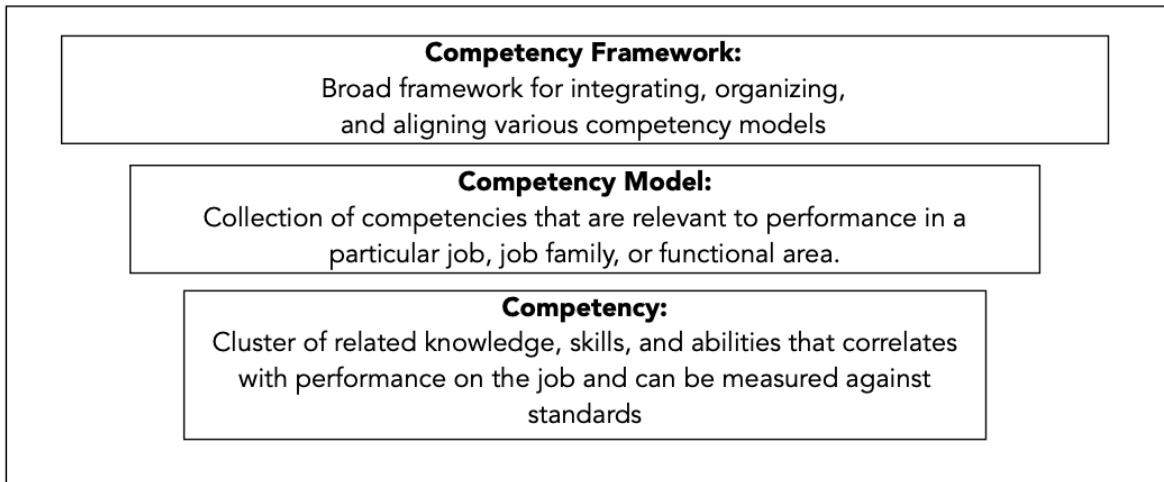 Competency Framework:
Broad framework for integrating, organizing,
and aligning various competency models
Competency Model:
Collection of competencies that are relevant to performance in a
particular job, job family, or functional area.
Competency:
Cluster of related knowledge, skills, and abilities that correlates
with performance on the job and can be measured against
standards